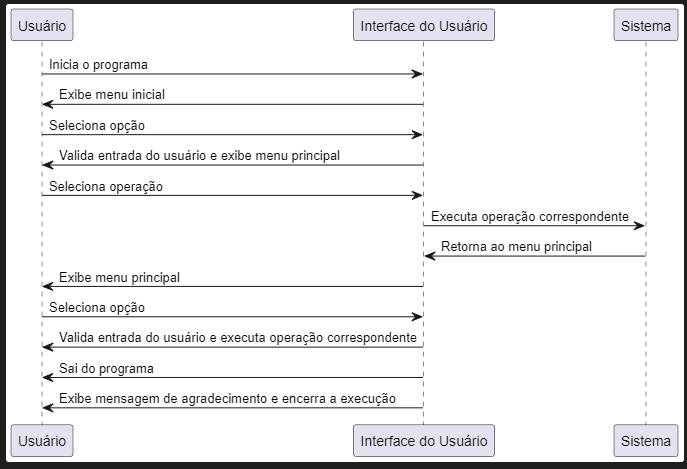 Usuário
Interface do Usuário
Sistema
Inicia o programa
Exibe menu inicial
Seleciona opção
Valida entrada do usuário e exibe menu principal
Seleciona operação
Executa operação correspondente
Retorna ao menu principal
Exibe menu principal
Seleciona opção
Valida entrada do usuário e executa operação correspondente
Sai do programa
Exibe mensagem de agradecimento e encerra a execução
Usuário
Interface do Usuário
Sistema